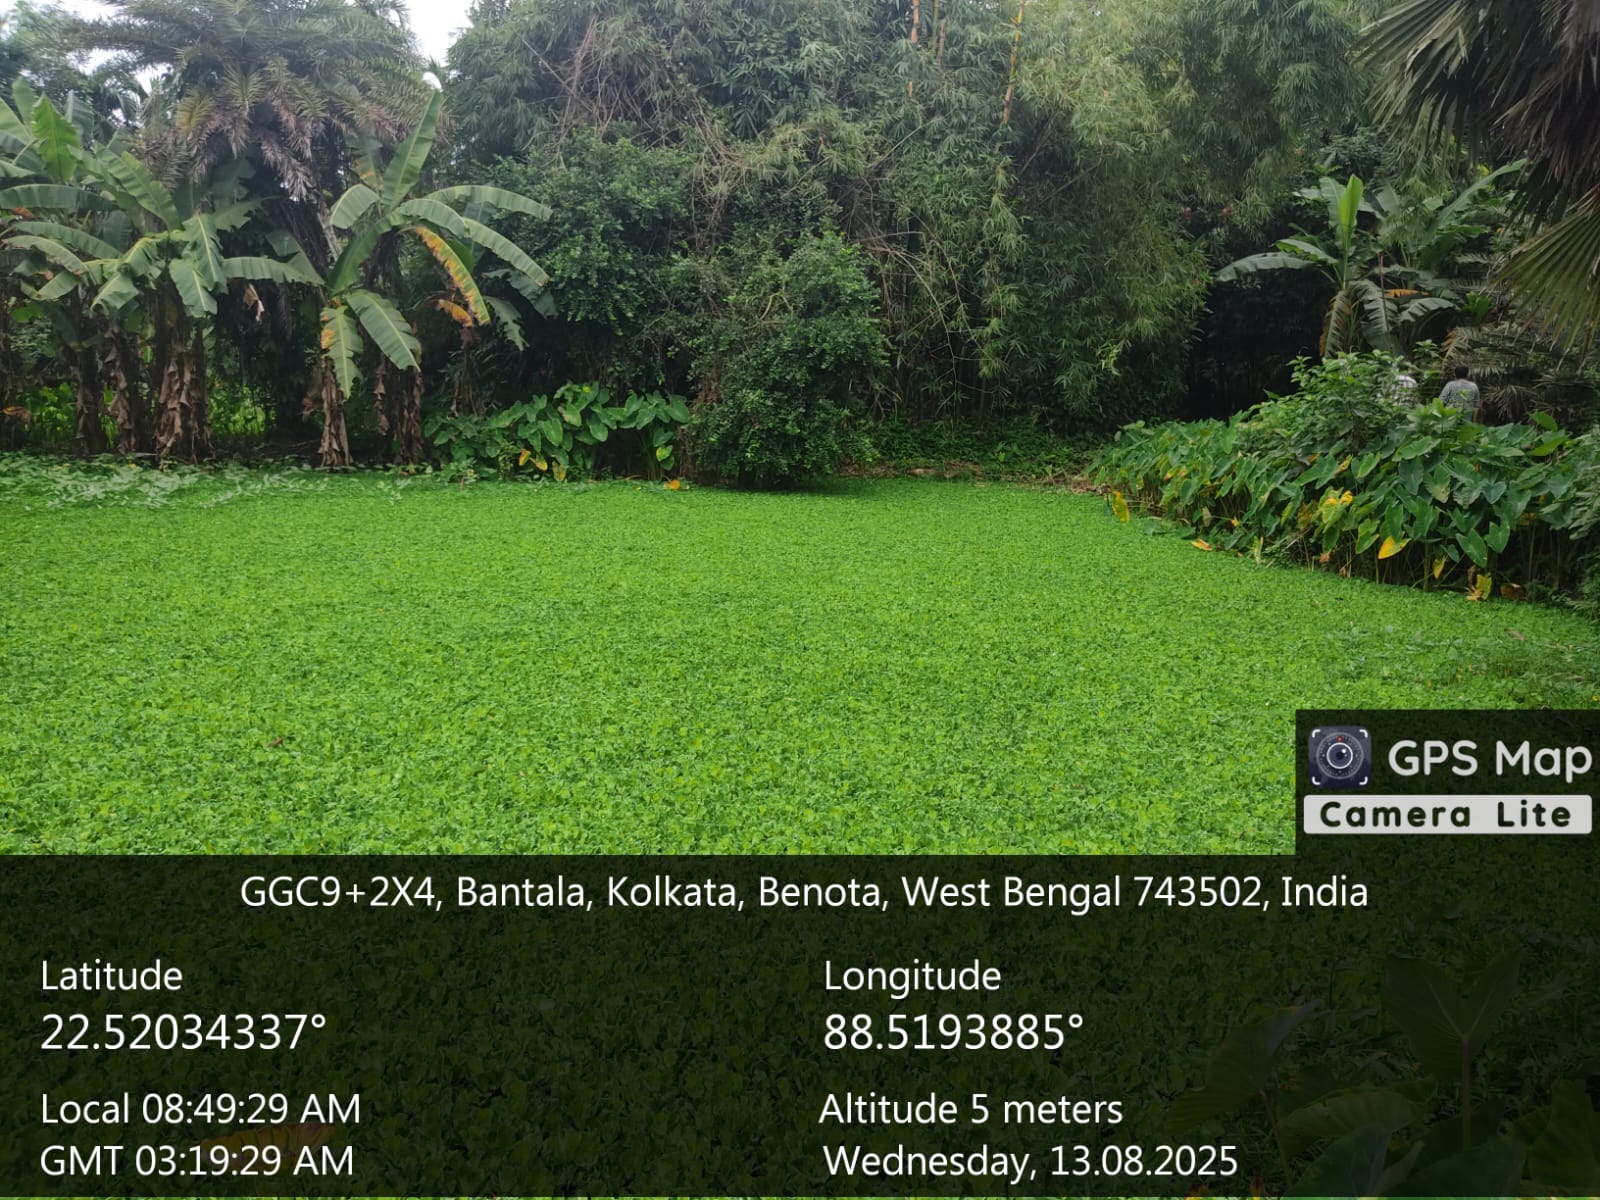 GPS Map
Camera Lite
GGC9+2X4, Bantala, Kolkata, Benota, West Bengal 743502, India
Latitude
22.52034337°
Longitude
88.5193885°
Local 08:49:29 AM
GMT 03:19:29 AM
Altitude 5 meters
Wednesday, 13.08.2025